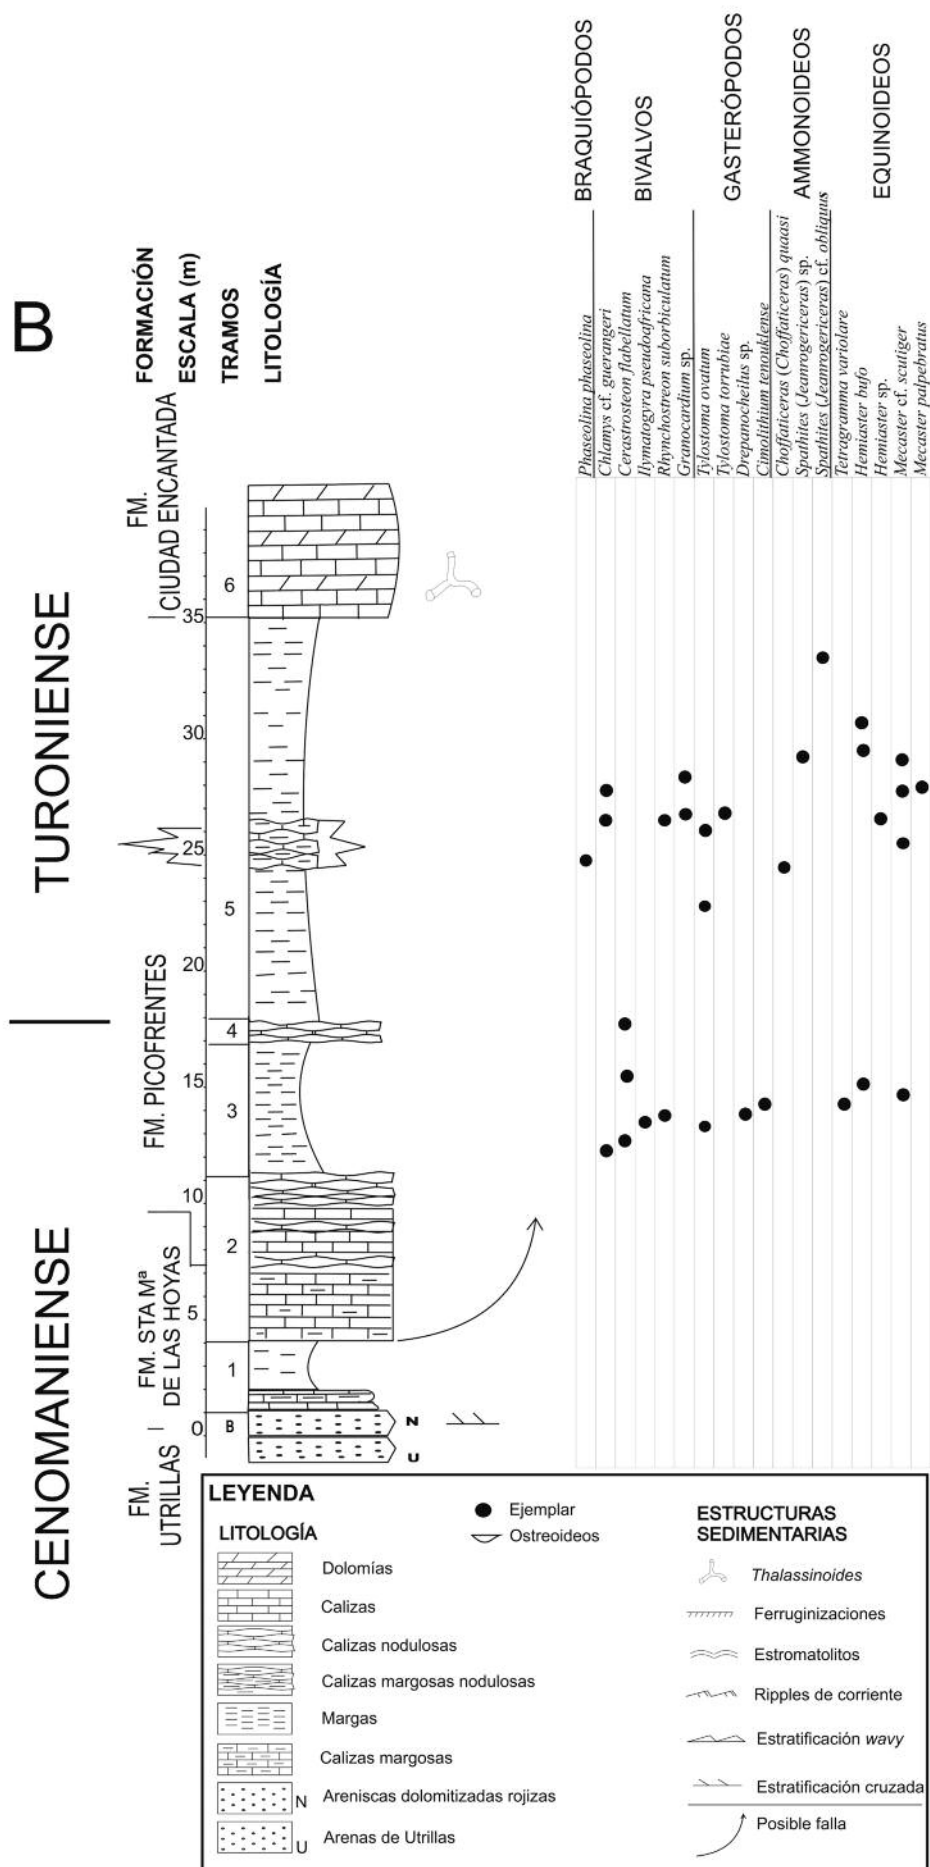 B
FORMACIÓN
ESCALA (m)
TRAMOS
LITOLOGÍA
BRAQUIÓPODOS
BIVALVOS
GASTERÓPODOS
AMMONOIDEOS
EQUINOIDEOS
Phaseolina phaseolina
Chlamys cf. guerangeri
Cerastrosteon flabellatum
Ilymatogyra pseudoafricana
Rhynchostreon suborbiculatum
Granocardium sp.
Tylostoma ovatum
Tylostoma torrubiae
Drepanocheilus sp.
Cimolithium tenouklense
Choffaticeras (Choffaticeras) quaasi
Spathites (Jeanrogericeras) sp.
Spathites (Jeanrogericeras) cf. obliquus
Tetragramma variolare
Hemiaster bufo
Hemiaster sp.
Mecaster cf. scutiger
Mecaster palpebratus
TURONIENSE
CENOMANIENSE
FM.
CIUDAD ENCANTADA
FM. PICOFRENTES
FM. STA Mª
DE LAS HOYAS
FM.
UTRILLAS
35
30
25
20
15
10
5
0
6
5
4
3
2
1
B
N
U
LEYENDA
LITOLOGÍA
Dolomías
Calizas
Calizas nodulosas
Calizas margosas nodulosas
Margas
Calizas margosas
N Areniscas dolomitizadas rojizas
U Arenas de Utrillas
Ejemplar
Ostreoideos
ESTRUCTURAS
SEDIMENTARIAS
Thalassinoides
Ferruginizaciones
Estromatolitos
Ripples de corriente
Estratificación wavy
Estratificación cruzada
Posible falla